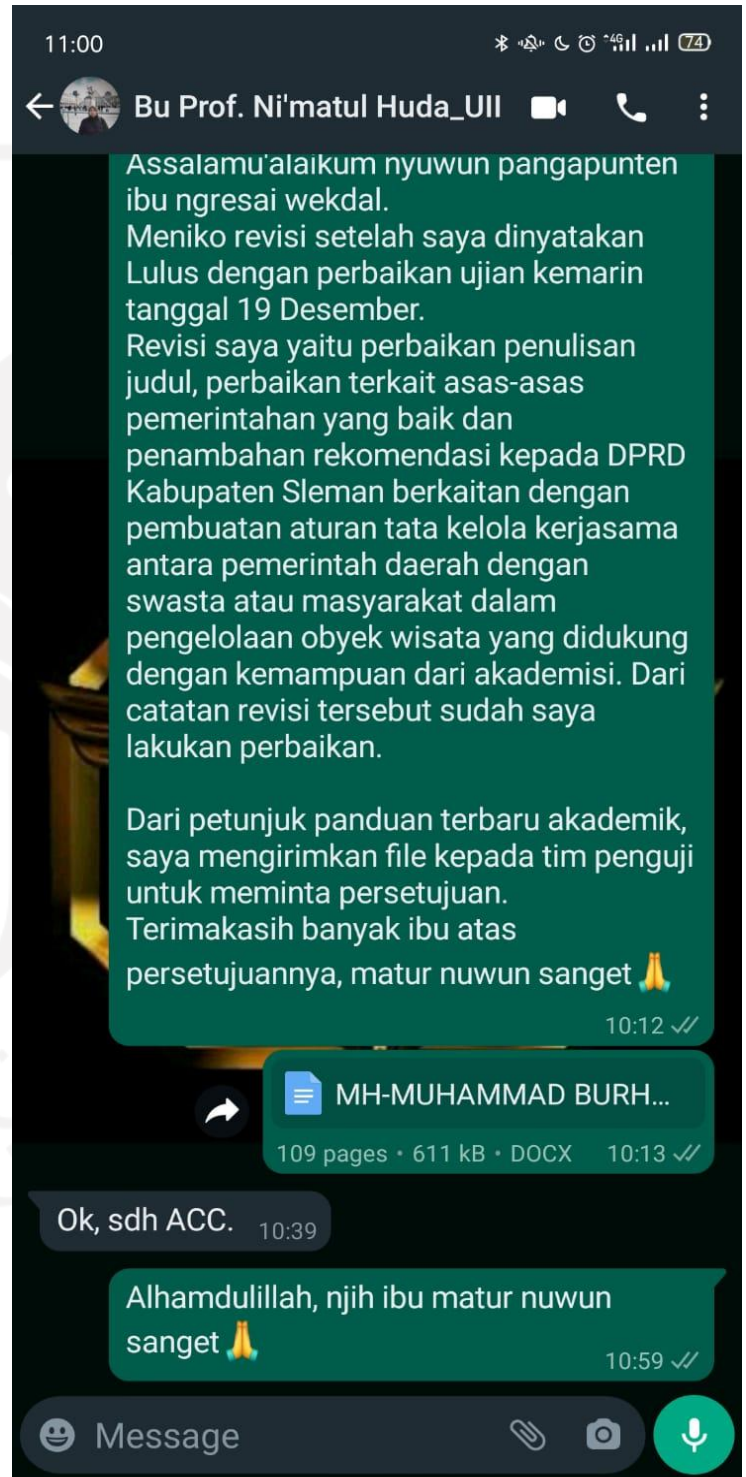 11:00
4G 74
Bu Prof. Ni'matul Huda_UII
Assalamu'alaikum nyuwun pangapunten
ibu ngresai wekdal.
Meniko revisi setelah saya dinyatakan
Lulus dengan perbaikan ujian kemarin
tanggal 19 Desember.
Revisi saya yaitu perbaikan penulisan
judul, perbaikan terkait asas-asas
pemerintahan yang baik dan
penambahan rekomendasi kepada DPRD
Kabupaten Sleman berkaitan dengan
pembuatan aturan tata kelola kerjasama
antara pemerintah daerah dengan
swasta atau masyarakat dalam
pengelolaan obyek wisata yang didukung
dengan kemampuan dari akademisi. Dari
catatan revisi tersebut sudah saya
lakukan perbaikan.
Dari petunjuk panduan terbaru akademik,
saya mengirimkan file kepada tim penguji
untuk meminta persetujuan.
Terimakasih banyak ibu atas
persetujuannya, matur nuwun sanget 🙏
10:12
MH-MUHAMMAD BURH...
109 pages • 611 kB • DOCX 10:13
Ok, sdh ACC. 10:39
Alhamdulillah, njih ibu matur nuwun
sanget 🙏
10:59
Message